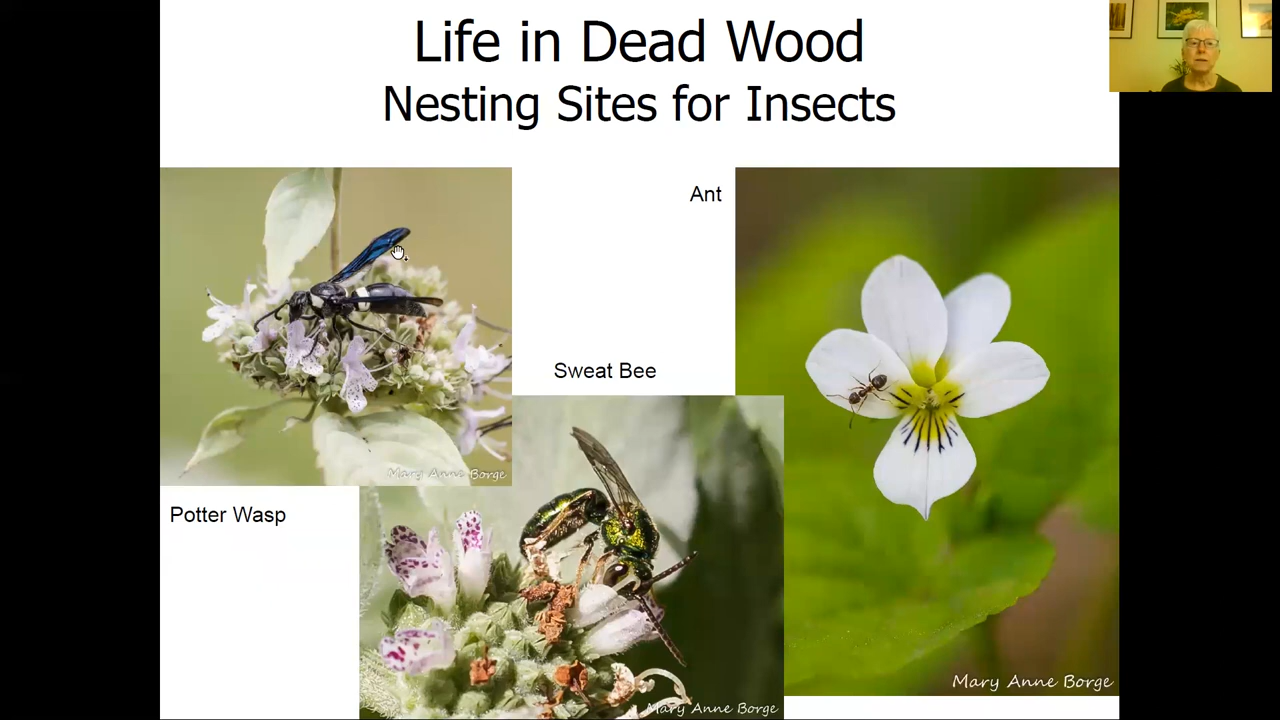 Life in Dead Wood
Nesting Sites for Insects
Ant
Sweat Bee
Mary Anne Borge
Potter Wasp
Mary Anne Borge
Mary Anne Borge